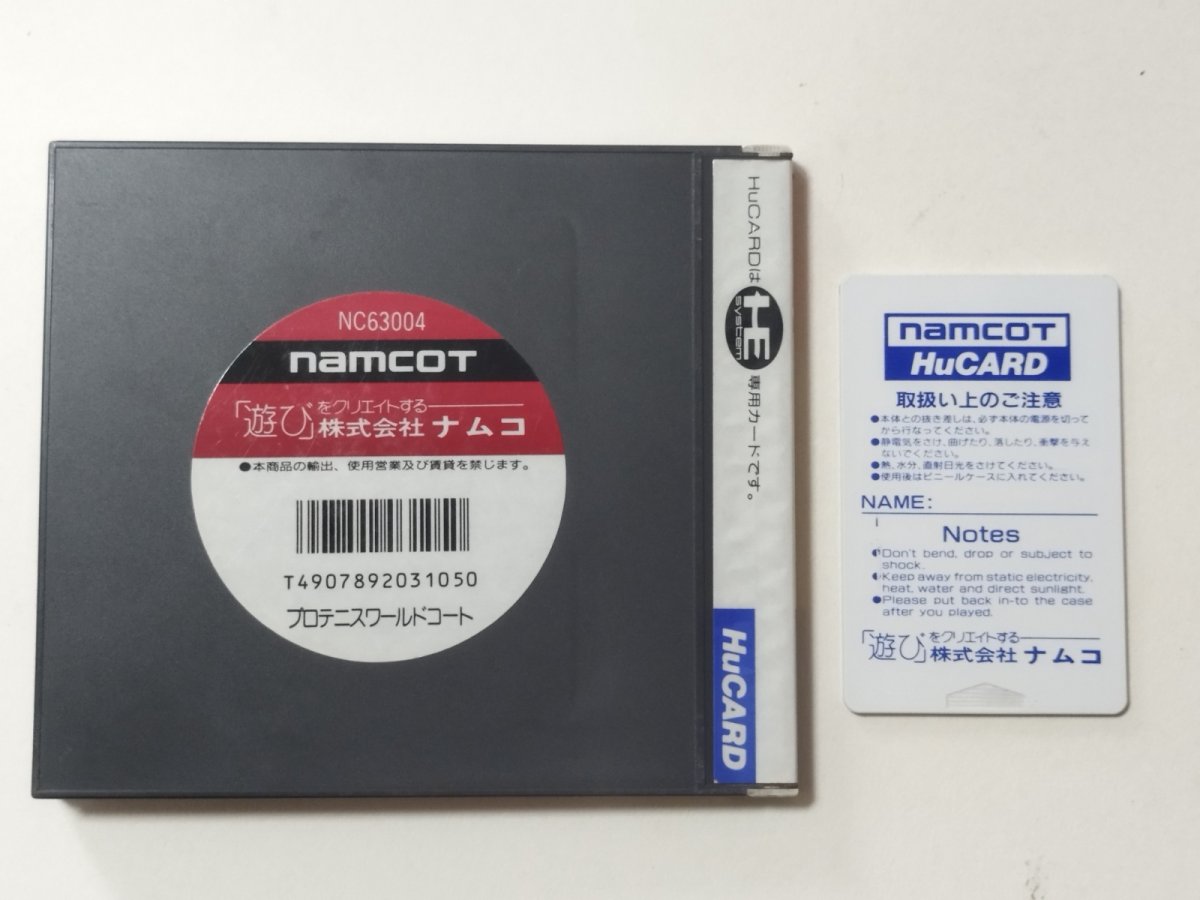 NC63004
namcoT
「遊び」をクリエイトする
株式会社 ナムコ
●本商品の輸出、使用営業及び賃貸を禁じます。
T4907892031050
プロテニスワールドコート
HuCARDは HE system 専用カードです。
HuCARD
namcoT
HuCARD
取扱い上のご注意
●本体との抜き差しは、必ず本体の電源を切って
から行なってください。
●静電気をさけ、曲げたり、落したり、衝撃を与え
ないでください。
●熱、水分、直射日光をさけてください。
●使用後はビニールケースに入れてください。
NAME:
Notes
●Don't bend, drop or subject to
shock.
●Keep away from static electricity,
heat, water and direct sunlight.
●Please put back in-to the case
after you played.
「遊び」をクリエイトする
株式会社 ナムコ